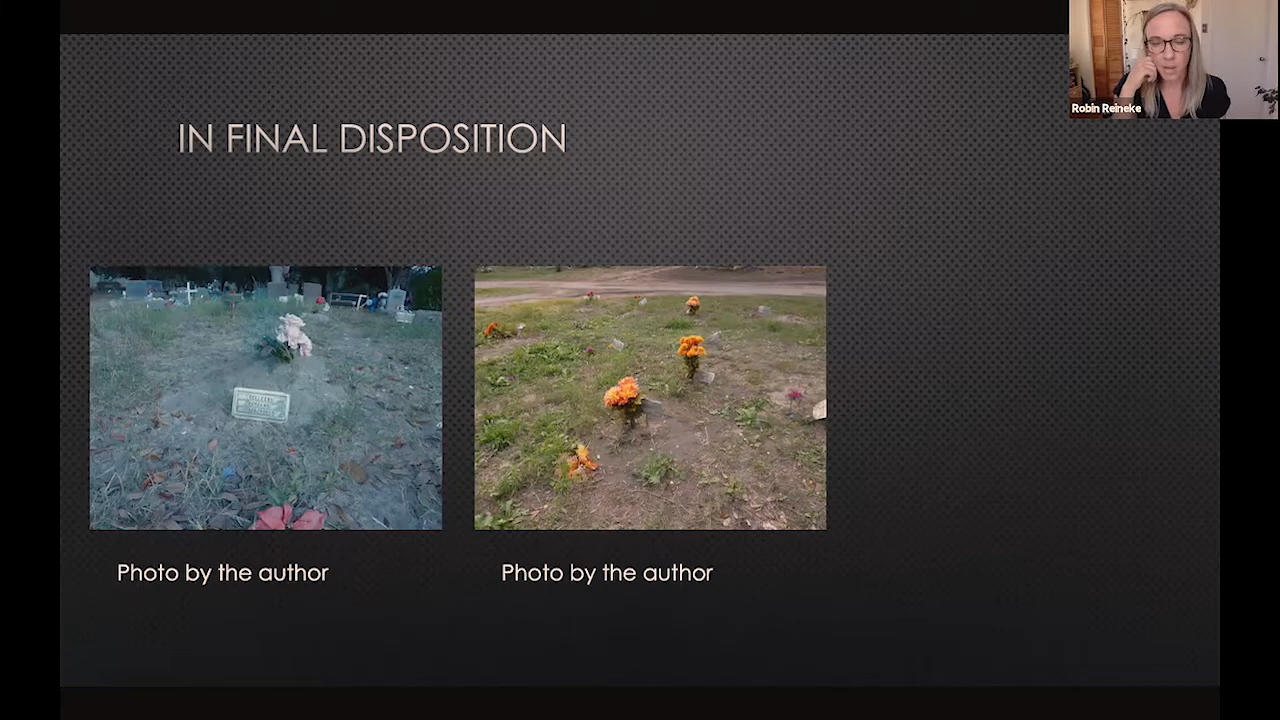 IN FINAL DISPOSITION
Robin Reineke
Photo by the author
Photo by the author